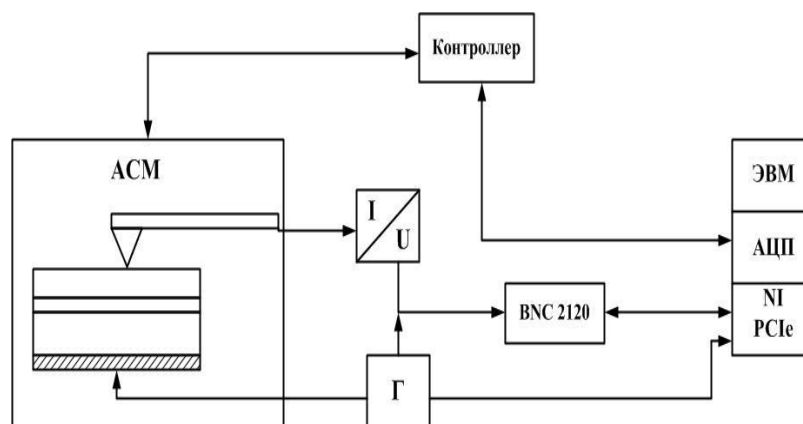 Контроллер
АСМ
ЭВМ
I
U
АЦП
BNC 2120
NI
PCIe
Г